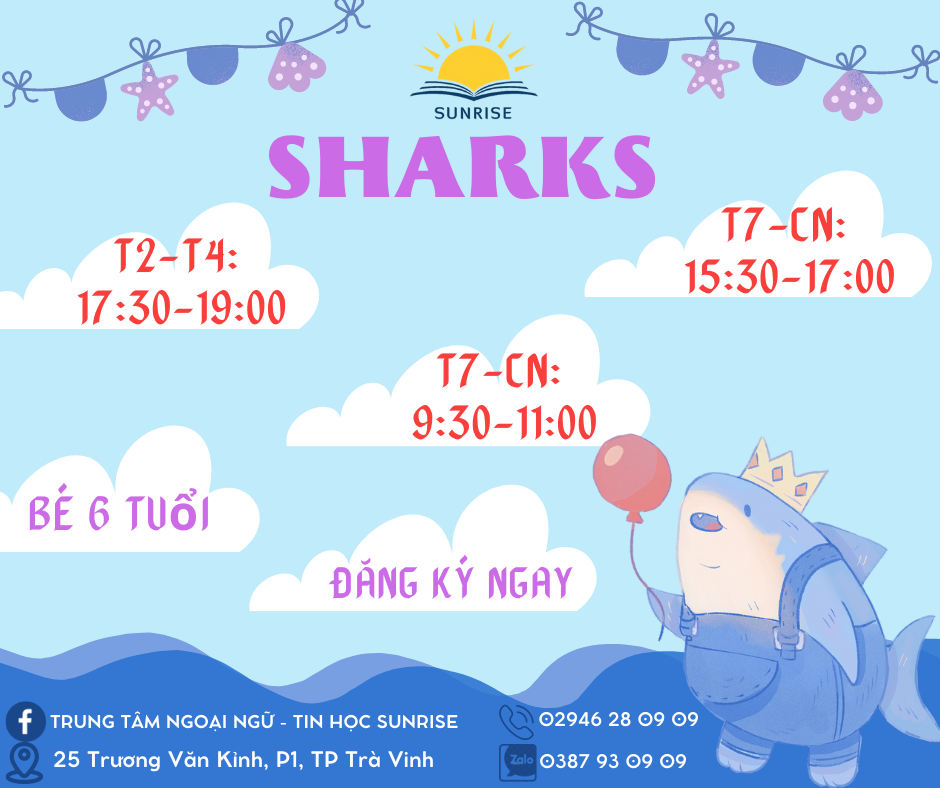 SUNRISE
SHARKS
T2-T4:
17:30-19:00
T7-CN:
15:30-17:00
T7-CN:
9:30-11:00
BÉ 6 TUỔI
ĐĂNG KÝ NGAY
TRUNG TÂM NGOẠI NGỮ - TIN HỌC SUNRISE
02946 28 09 09
25 Trương Văn Kỉnh, P1, TP Trà Vinh
Zalo
0387 93 09 09